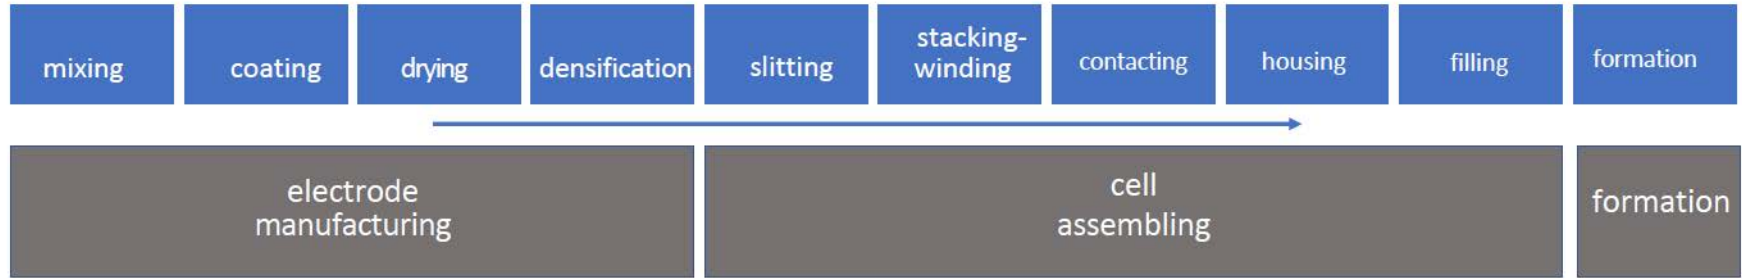 mixing
coating
drying
densification
slitting
stacking-
winding
contacting
housing
filling
formation
electrode
manufacturing
cell
assembling
formation